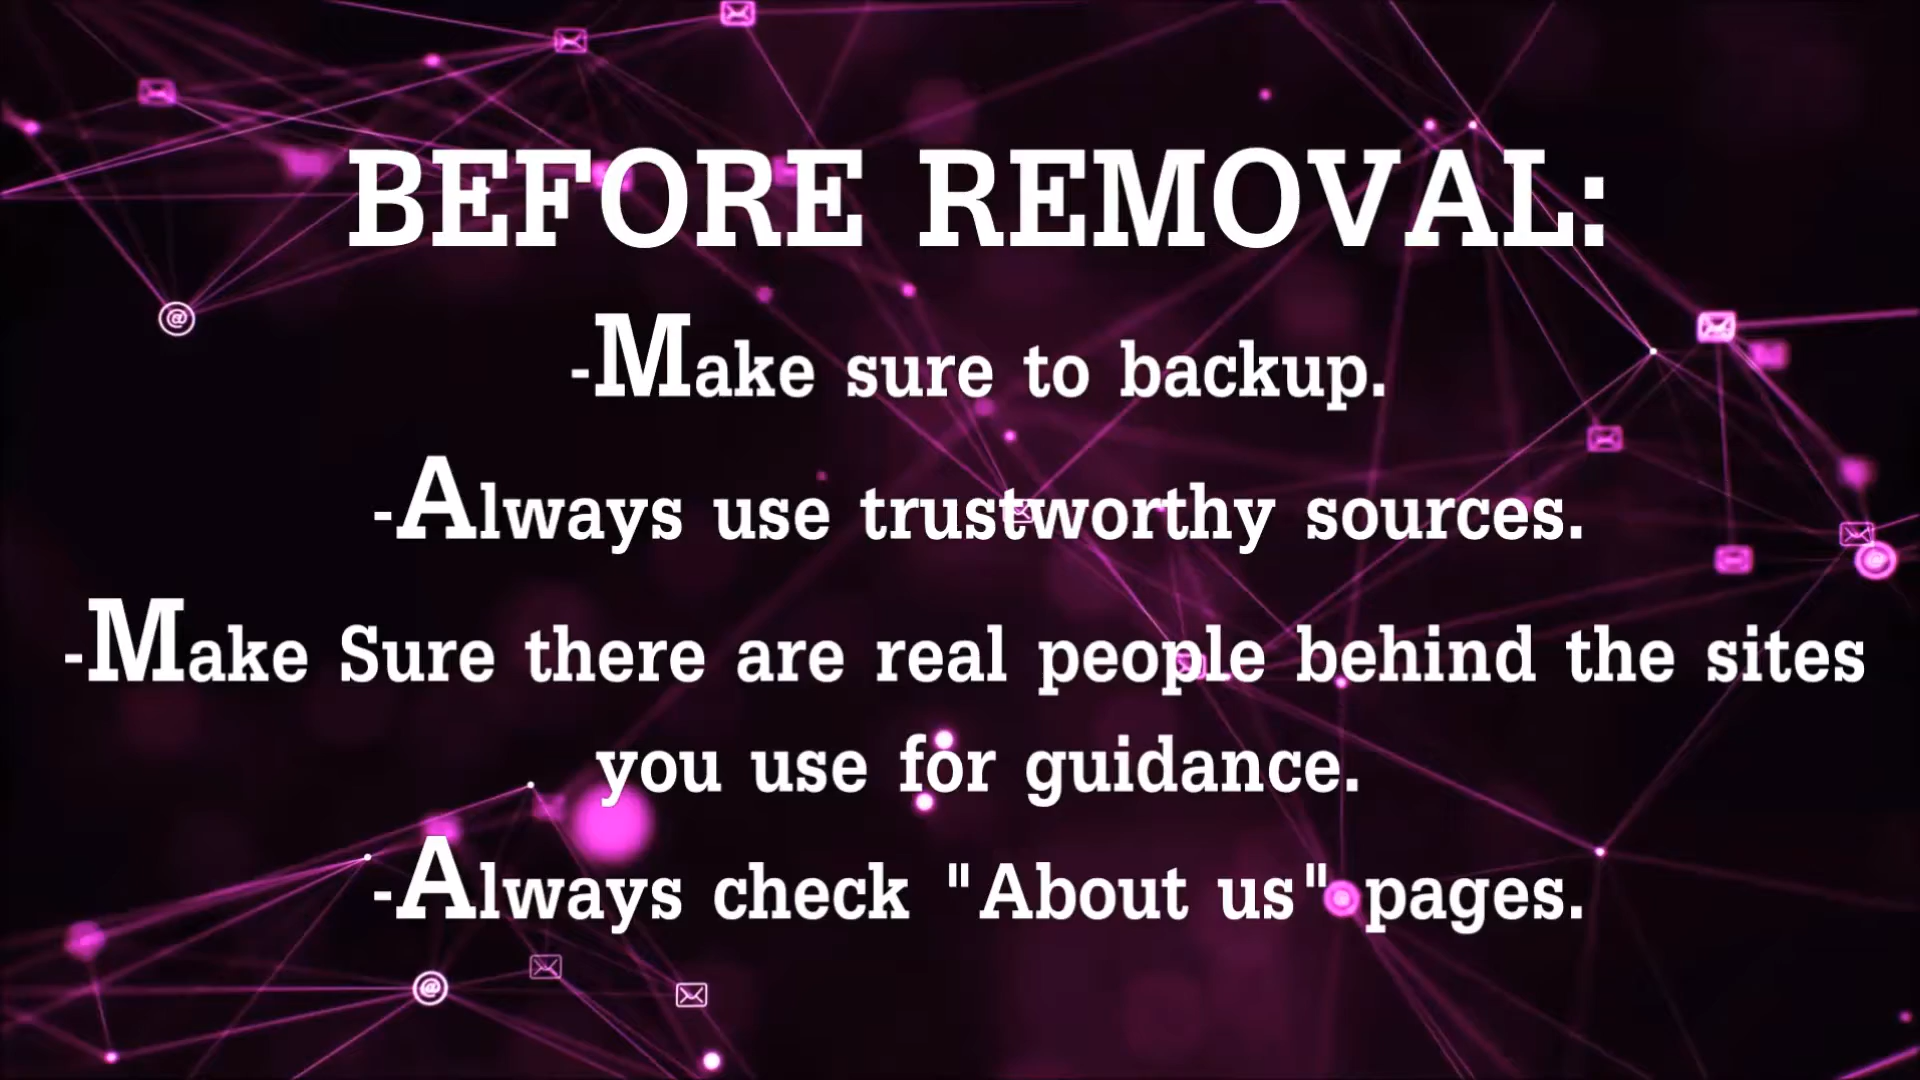 BEFORE REMOVAL:
-Make sure to backup.
-Always use trustworthy sources.
-Make Sure there are real people behind the sites
you use for guidance.
-Always check "About us" pages.